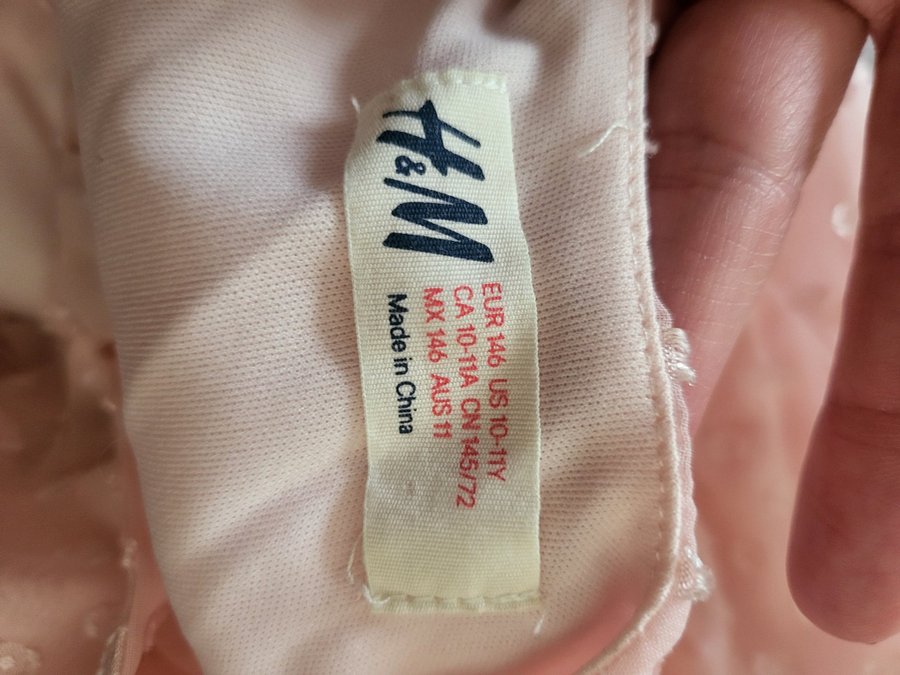 H&M
EUR 146 US 10-11Y
CA 10-11A CN 145/72
MX 146 AUS 11
Made in China